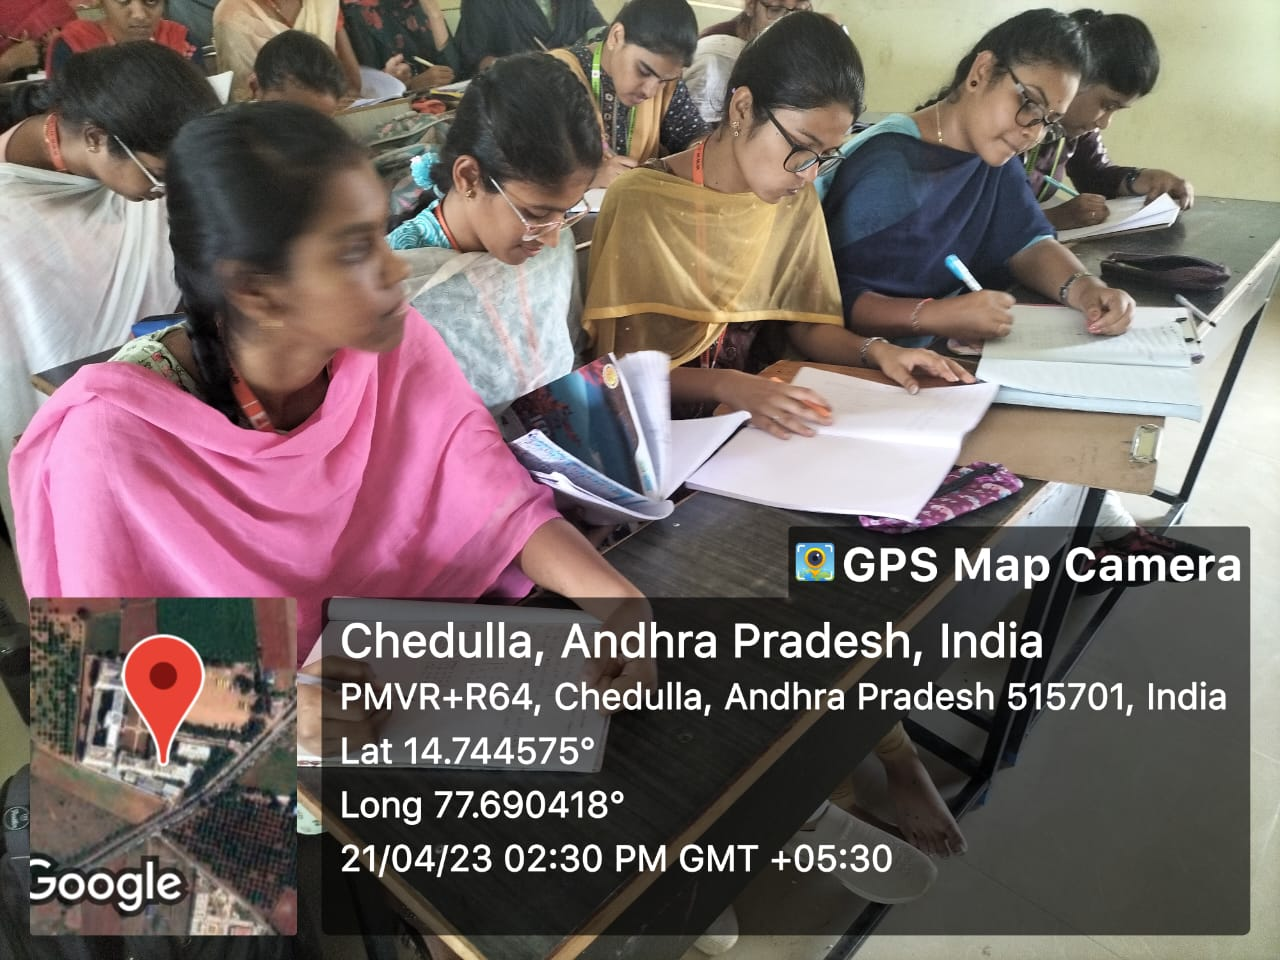 GPS Map Camera
Chedulla, Andhra Pradesh, India
PMVR+R64, Chedulla, Andhra Pradesh 515701, India
Lat 14.744575°
Long 77.690418°
21/04/23 02:30 PM GMT +05:30
Google